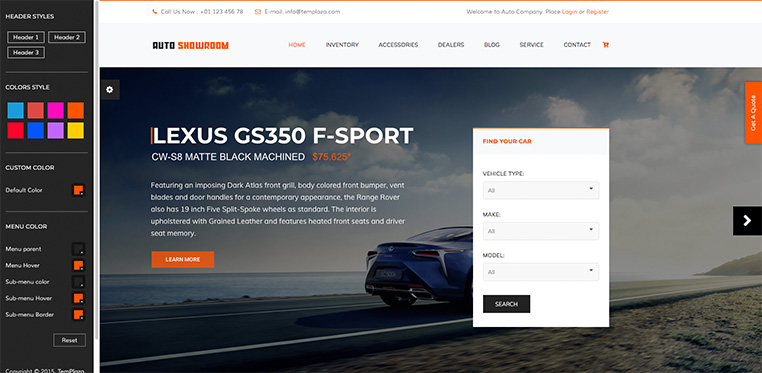 HEADER STYLES
Header 1
Header 2
Header 3
COLORS STYLE
CUSTOM COLOR
Default Color
MENU COLOR
Menu parent
Menu Hover
Sub-menu color
Sub-menu Hover
Sub-menu Border
Reset
Copyright © 2015. TemPlaza.
Call Us Now : +01 123 456 78
E-mail: info@templaza.com
Welcome to Auto Company. Place Login or Register
AUTO SHOWROOM
HOME
INVENTORY
ACCESSORIES
DEALERS
BLOG
SERVICE
CONTACT
LEXUS GS350 F-SPORT
CW-S8 MATTE BLACK MACHINED $75.625*
Featuring an imposing Dark Atlas front grill, body colored front bumper, vent
blades and door handles for a contemporary appearance, the Range Rover
also has 19 inch Five Split-Spoke wheels as standard. The interior is
upholstered with Grained Leather and features heated front seats and driver
seat memory.
LEARN MORE
FIND YOUR CAR
VEHICLE TYPE:
All
MAKE:
All
MODEL:
All
SEARCH
Get A Quote